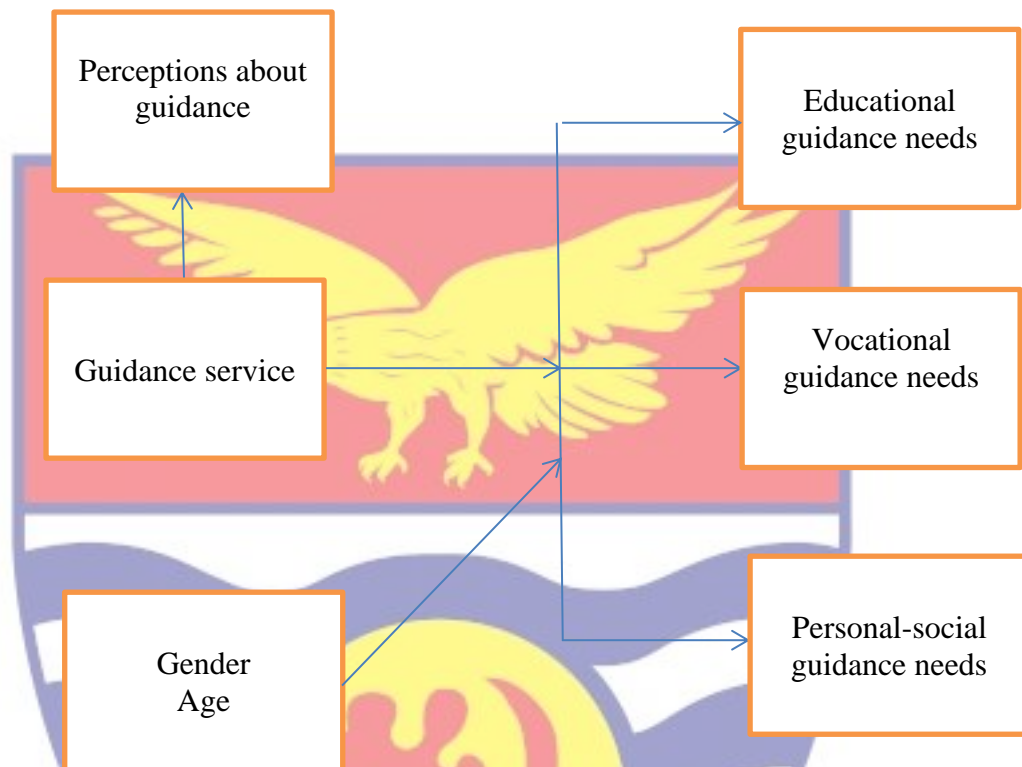 Perceptions about
guidance
Educational
guidance needs
Guidance service
Vocational
guidance needs
Gender
Age
Personal-social
guidance needs